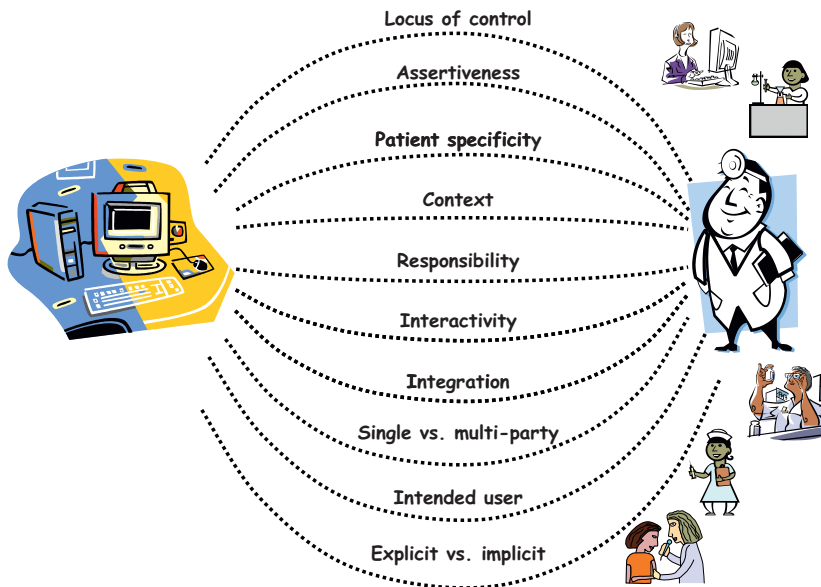 Locus of control
Assertiveness
Patient specificity
Context
Responsibility
Interactivity
Integration
Single vs. multi-party
Intended user
Explicit vs. implicit